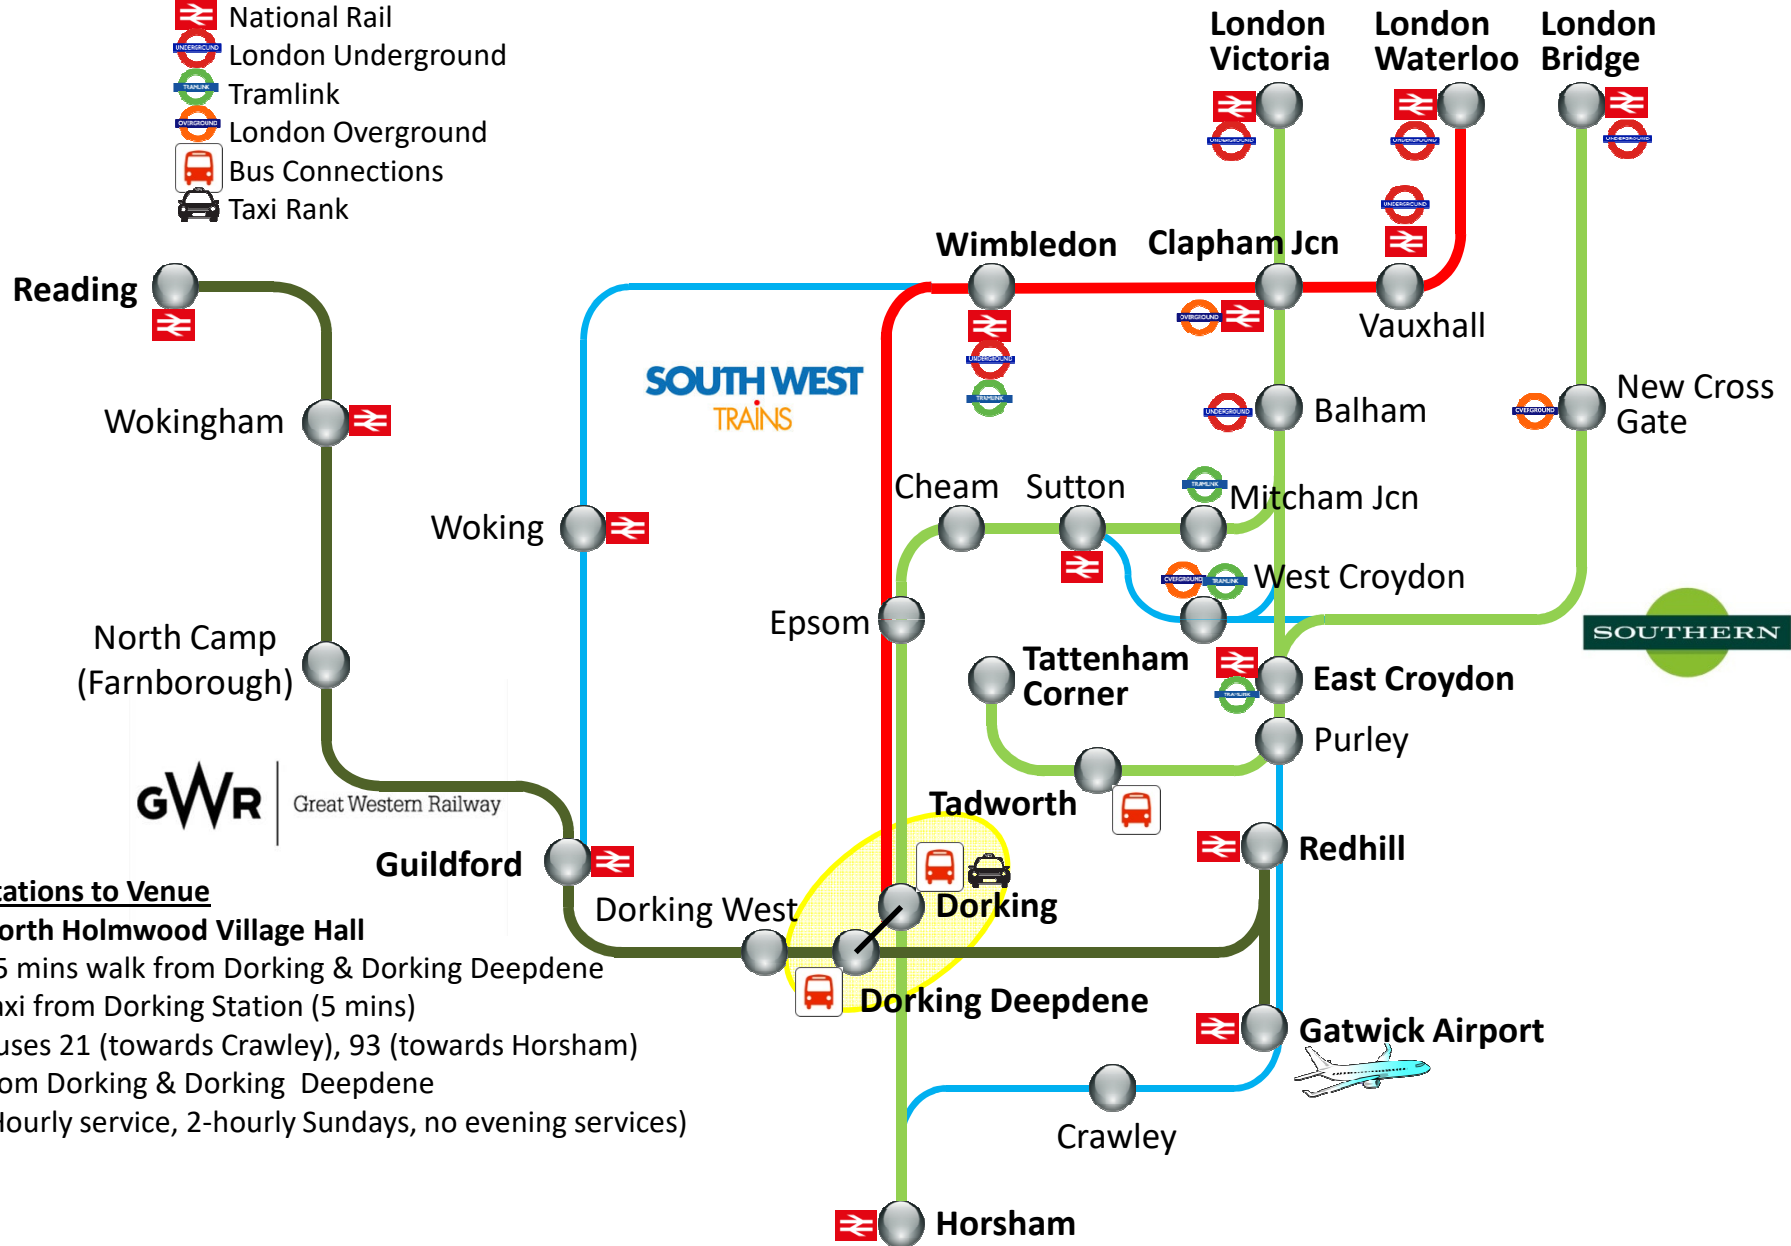 National Rail
London Underground
Tramlink
London Overground
Bus Connections
Taxi Rank
London
Victoria
London
Waterloo
London
Bridge
UNDERGROUND
TRAMLINK
OVERGROUND
Reading
Wimbledon
Clapham Jcn
Vauxhall
Wokingham
SOUTH WEST
TRAINS
Balham
New Cross
Gate
Cheam
Sutton
Mitcham Jcn
Woking
West Croydon
Epsom
SOUTHERN
North Camp
(Farnborough)
Tattenham
Corner
East Croydon
Purley
GWR
Great Western Railway
Tadworth
Guildford
Redhill
Dorking West
Dorking
Dorking Deepdene
Gatwick Airport
Crawley
Horsham
tations to Venue
orth Holmwood Village Hall
5 mins walk from Dorking & Dorking Deepdene
axi from Dorking Station (5 mins)
uses 21 (towards Crawley), 93 (towards Horsham)
om Dorking & Dorking Deepdene
Hourly service, 2-hourly Sundays, no evening services)